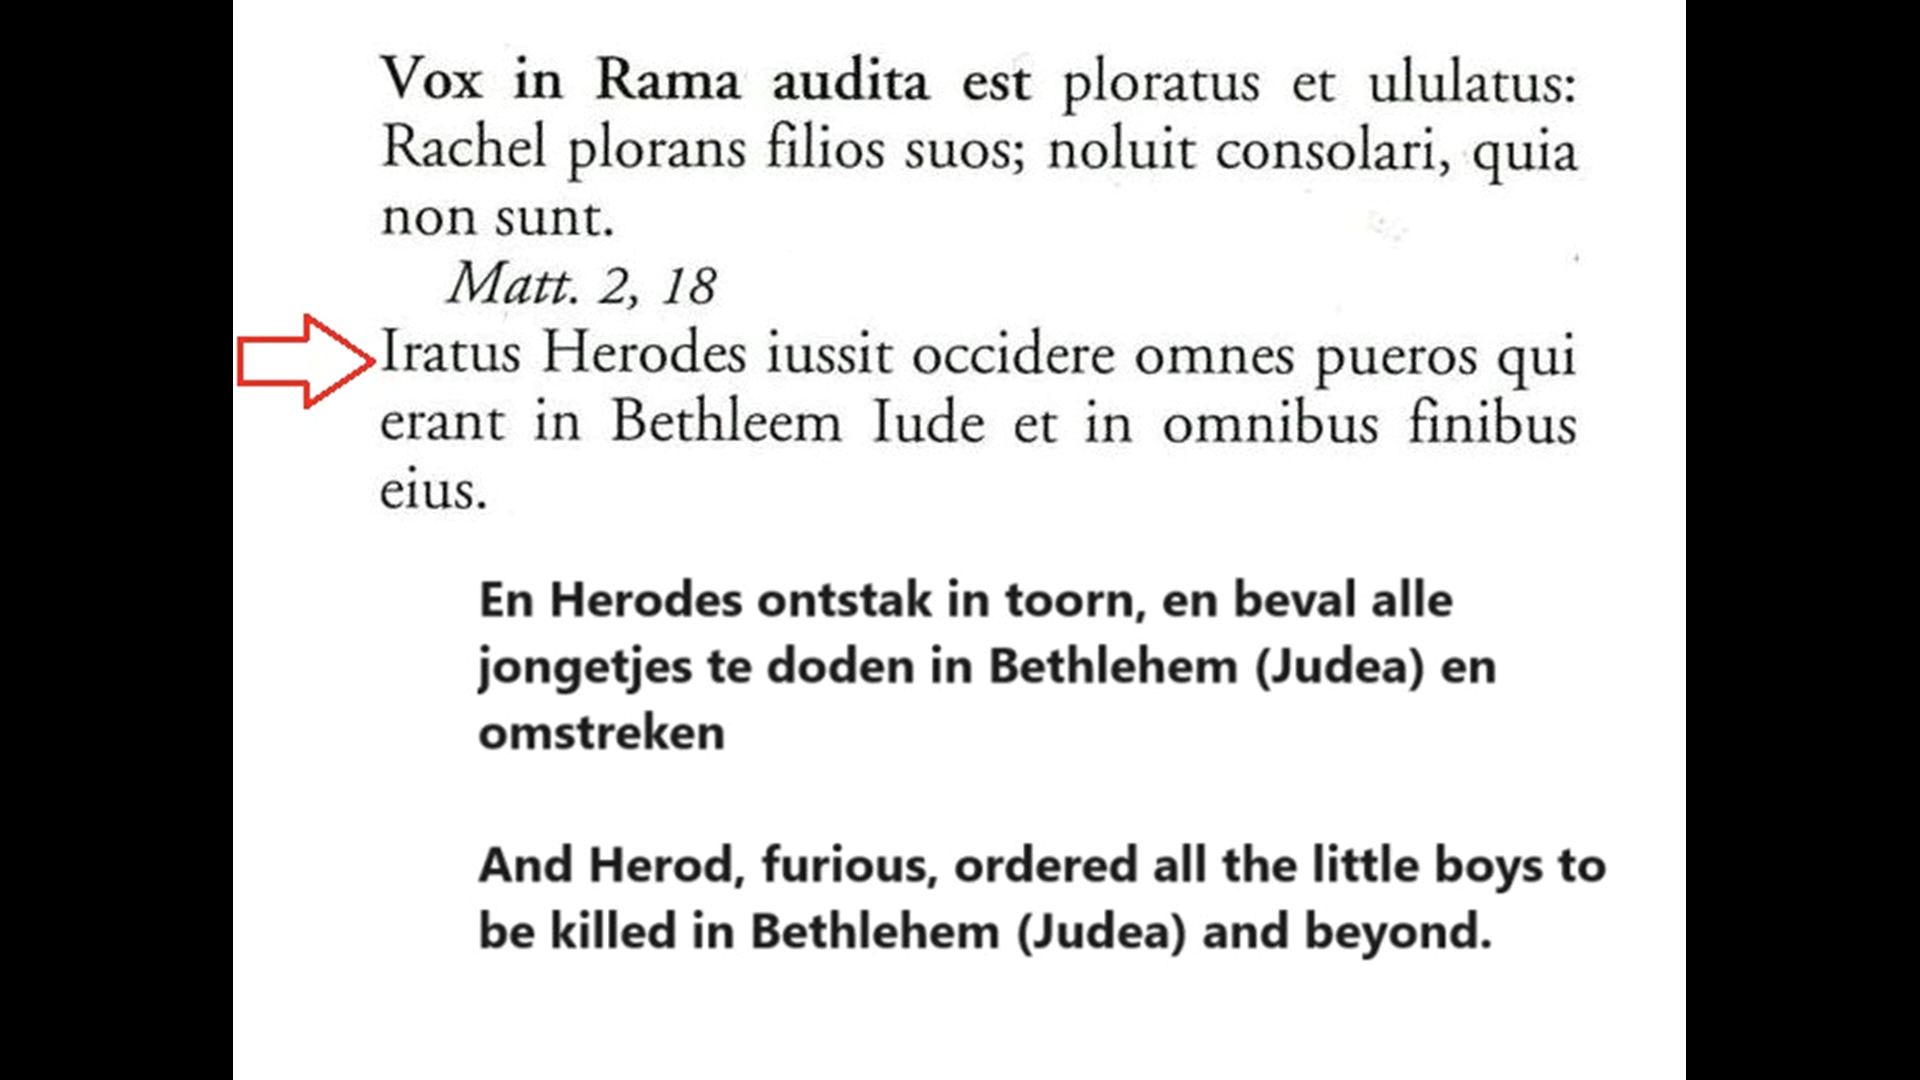 Vox in Rama audita est ploratus et ululatus:
Rachel plorans filios suos; noluit consolari, quia
non sunt.
Matt. 2, 18
Iratus Herodes iussit occidere omnes pueros qui
erant in Bethleem Iude et in omnibus finibus
eius.
En Herodes ontstak in toorn, en beval alle
jongetjes te doden in Bethlehem (Judea) en
omstreken
And Herod, furious, ordered all the little boys to
be killed in Bethlehem (Judea) and beyond.